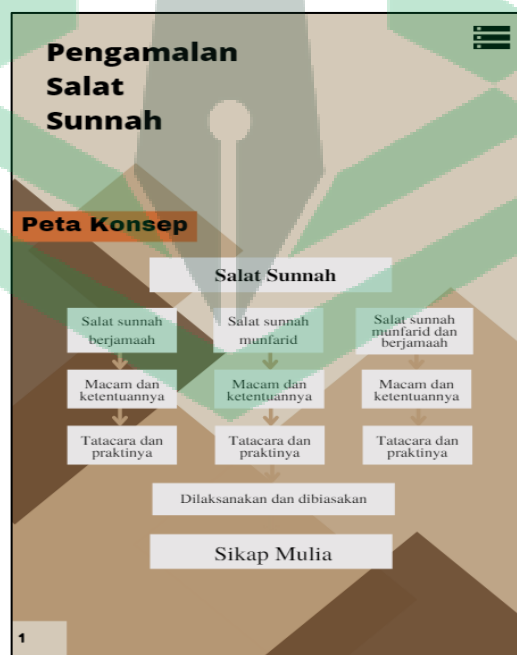 Pengamalan
Salat
Sunnah
Peta Konsep
Salat Sunnah
Salat sunnah
berjamaah
Salat sunnah
munfarid
Salat sunnah
munfarid dan
berjamaah
Macam dan
ketentuannya
Macam dan
ketentuannya
Macam dan
ketentuannya
Tatacara dan
praktinya
Tatacara dan
praktinya
Tatacara dan
praktinya
Dilaksanakan dan dibiasakan
Sikap Mulia
1